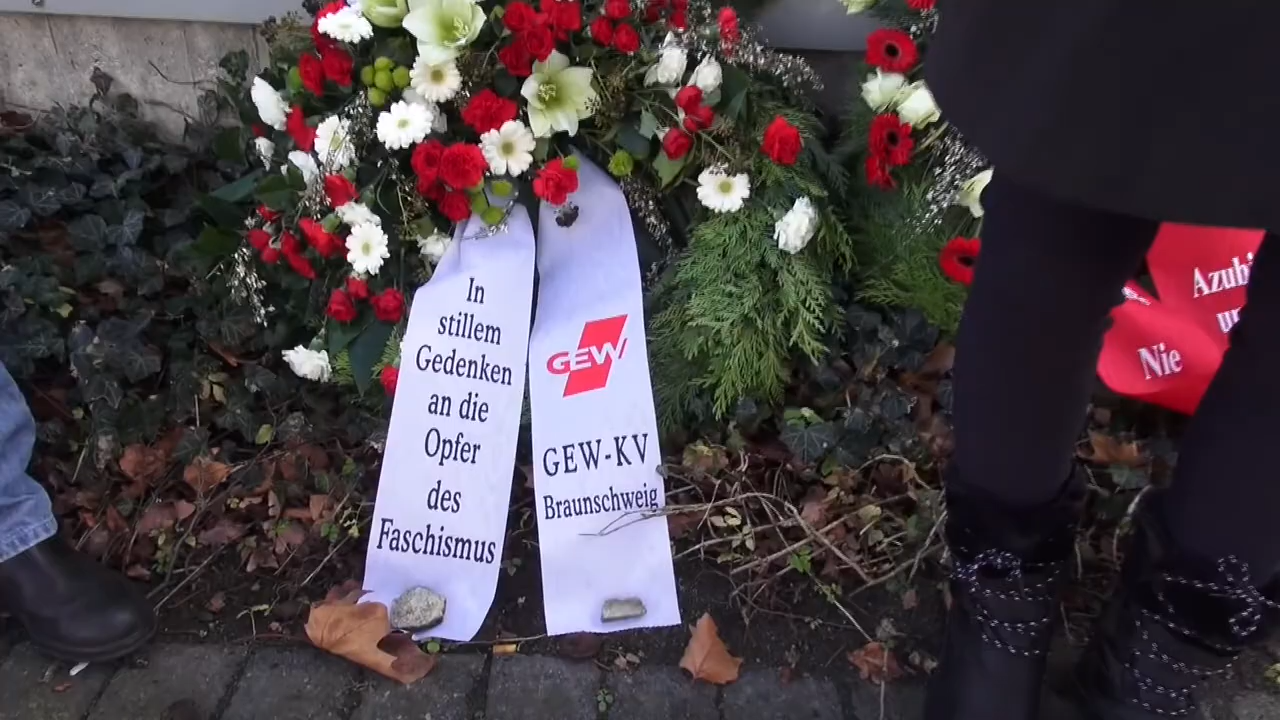 In
stillem
Gedenken
an die
Opfer
des
Faschismus
GEW
GEW-KV
Braunschweig
Azubi
Nie